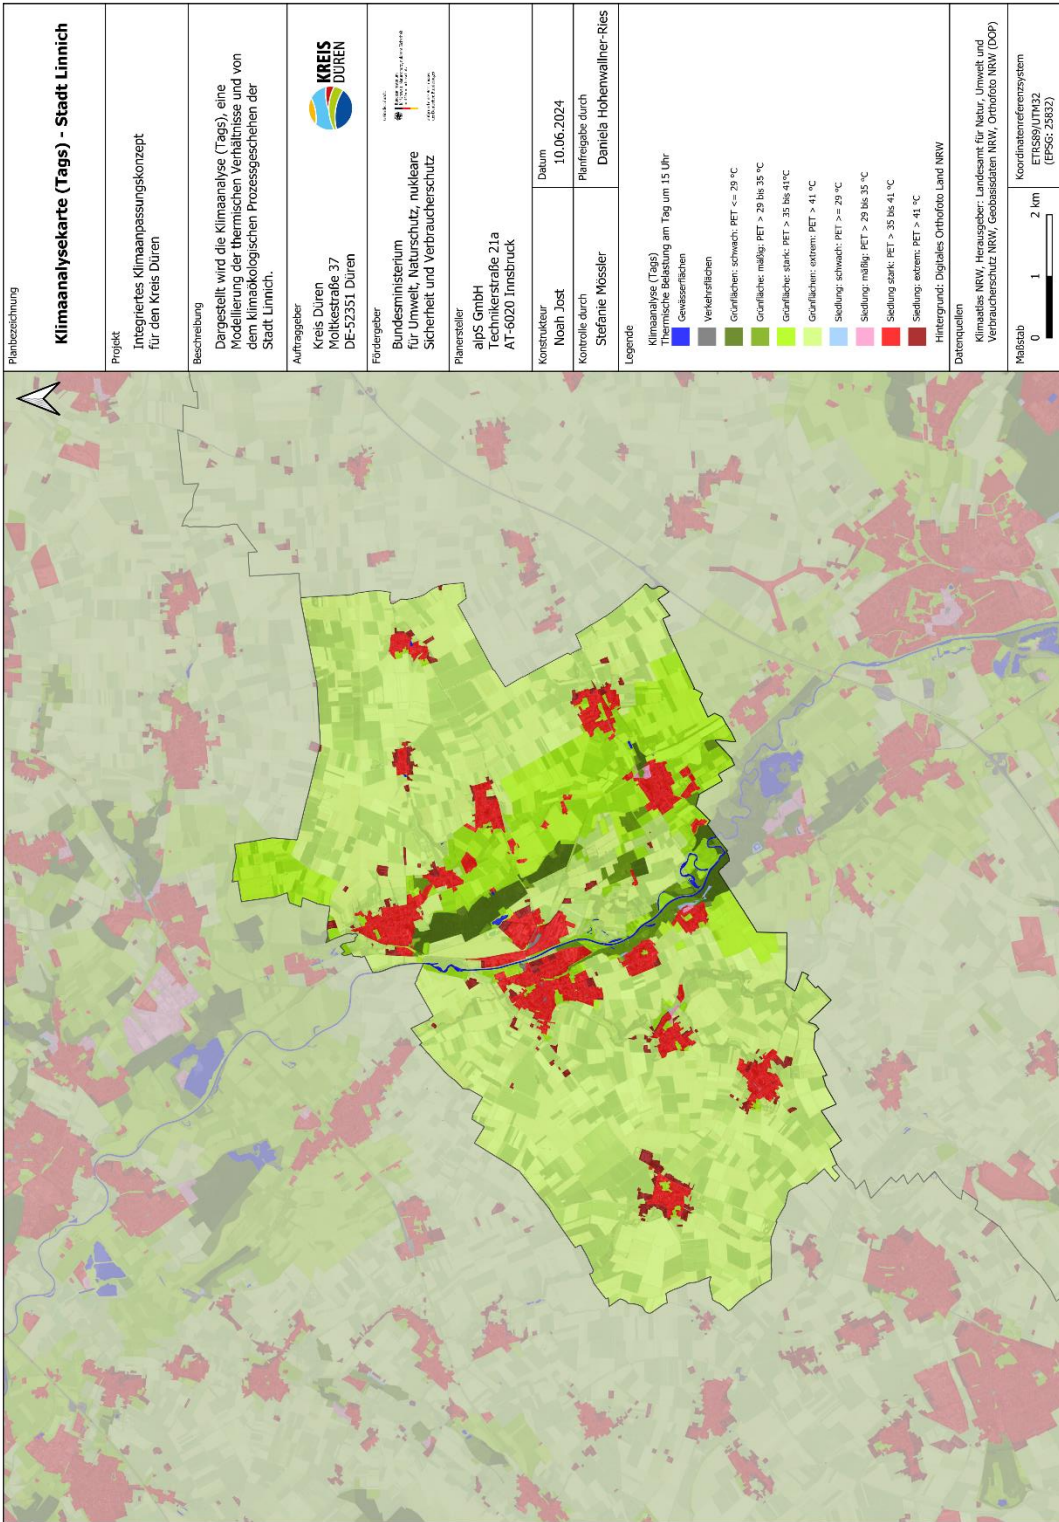 Planbezeichnung
Klimaanalysekarte (Tags) - Stadt Linnich
Projekt
Integriertes Klimaanpassungskonzept
für den Kreis Düren
Beschreibung
Dargestellt wird die Klimaanalyse (Tags), eine
Modellierung der thermischen Verhältnisse und von
dem klimaökologischen Prozessgeschehen der
Stadt Linnich.
Auftraggeber
Kreis Düren
Moltkestraße 37
DE-52351 Düren
KREIS
DÜREN
Fördergeber
Bundesministerium
für Umwelt, Naturschutz, nukleare
Sicherheit und Verbraucherschutz
Planersteller
alpS GmbH
Technikerstraße 21a
AT-6020 Innsbruck
Konstrukteur
Noah Jost
Datum
10.06.2024
Kontrolle durch
Stefanie Mössler
Planfreigabe durch
Daniela Hohenwallner-Ries
Legende
Klimaanalyse (Tags)
Thermische Belastung am Tag um 15 Uhr
Gewässerflächen
Verkehrsflächen
Grünflächen: schwach: PET <= 29 °C
Grünfläche: mäßig: PET > 29 bis 35 °C
Grünfläche: stark: PET > 35 bis 41°C
Grünflächen: extrem: PET > 41 °C
Siedlung: schwach: PET >= 29 °C
Siedlung: mäßig: PET > 29 bis 35 °C
Siedlung stark: PET > 35 bis 41 °C
Siedlung: extrem: PET > 41 °C
Hintergrund: Digitales Orthofoto Land NRW
Datenquellen
Klimaatlas NRW, Herausgeber: Landesamt für Natur, Umwelt und
Verbraucherschutz NRW, Geobasisdaten NRW, Orthofoto NRW (DOP)
Maßstab
0 1 2 km
Koordinatenreferenzsystem
ETRS89/UTM32
(EPSG: 25832)